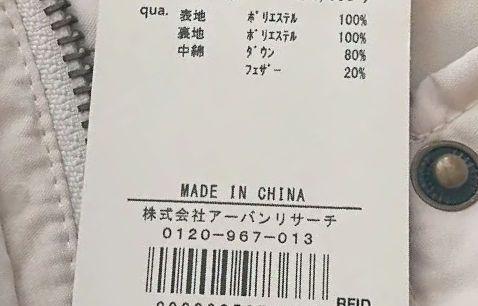 qua. 表地 ポリエステル 100%
裏地 ポリエステル 100%
中綿 ダウン 80%
フェザー 20%
MADE IN CHINA
株式会社アーバンリサーチ
0120-967-013
RFID